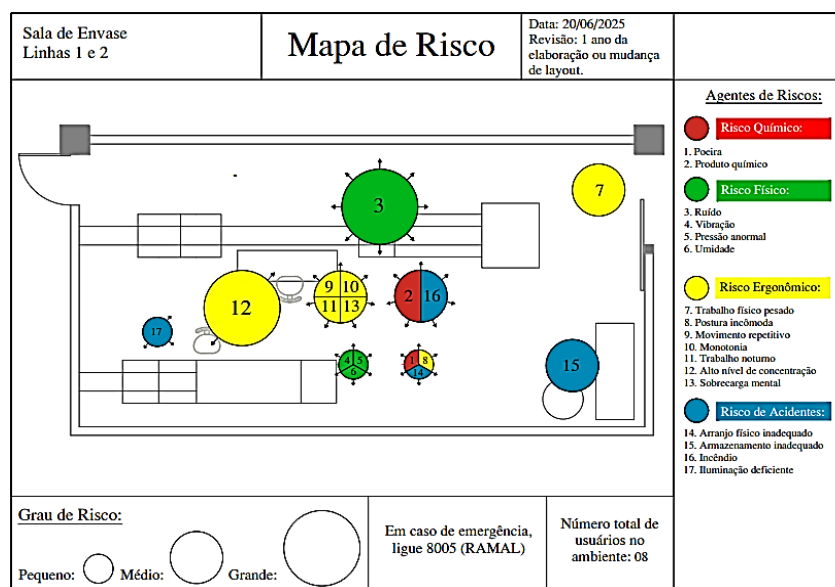 Sala de Envase
Linhas 1 e 2
Mapa de Risco
Data: 20/06/2025
Revisão: 1 ano da
elaboração ou mudança
de layout.
3
7
12
9 10
11 13
2 16
17
4 5
6
1 8
14
15
Agentes de Riscos:
Risco Químico:
1. Poeira
2. Produto químico
Risco Físico:
3. Ruído
4. Vibração
5. Pressão anormal
6. Umidade
Risco Ergonômico:
7. Trabalho físico pesado
8. Postura incômoda
9. Movimento repetitivo
10. Monotonia
11. Trabalho noturno
12. Alto nível de concentração
13. Sobrecarga mental
Risco de Acidentes:
14. Arranjo físico inadequado
15. Armazenamento inadequado
16. Incêndio
17. Iluminação deficiente
Grau de Risco:
Pequeno: Médio: Grande:
Em caso de emergência,
ligue 8005 (RAMAL)
Número total de
usuários no
ambiente: 08